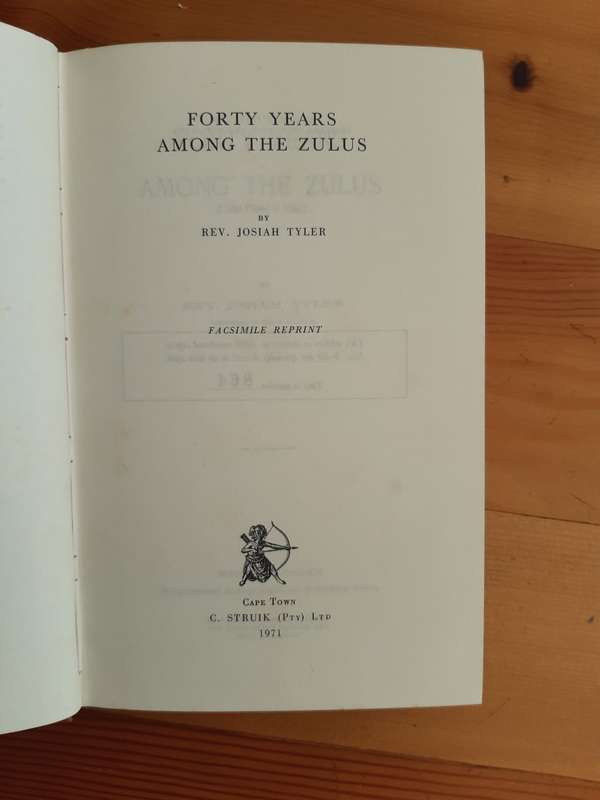 FORTY YEARS
AMONG THE ZULUS
BY
REV. JOSIAH TYLER
FACSIMILE REPRINT
CAPE TOWN
C. STRUIK (PTY) LTD
1971